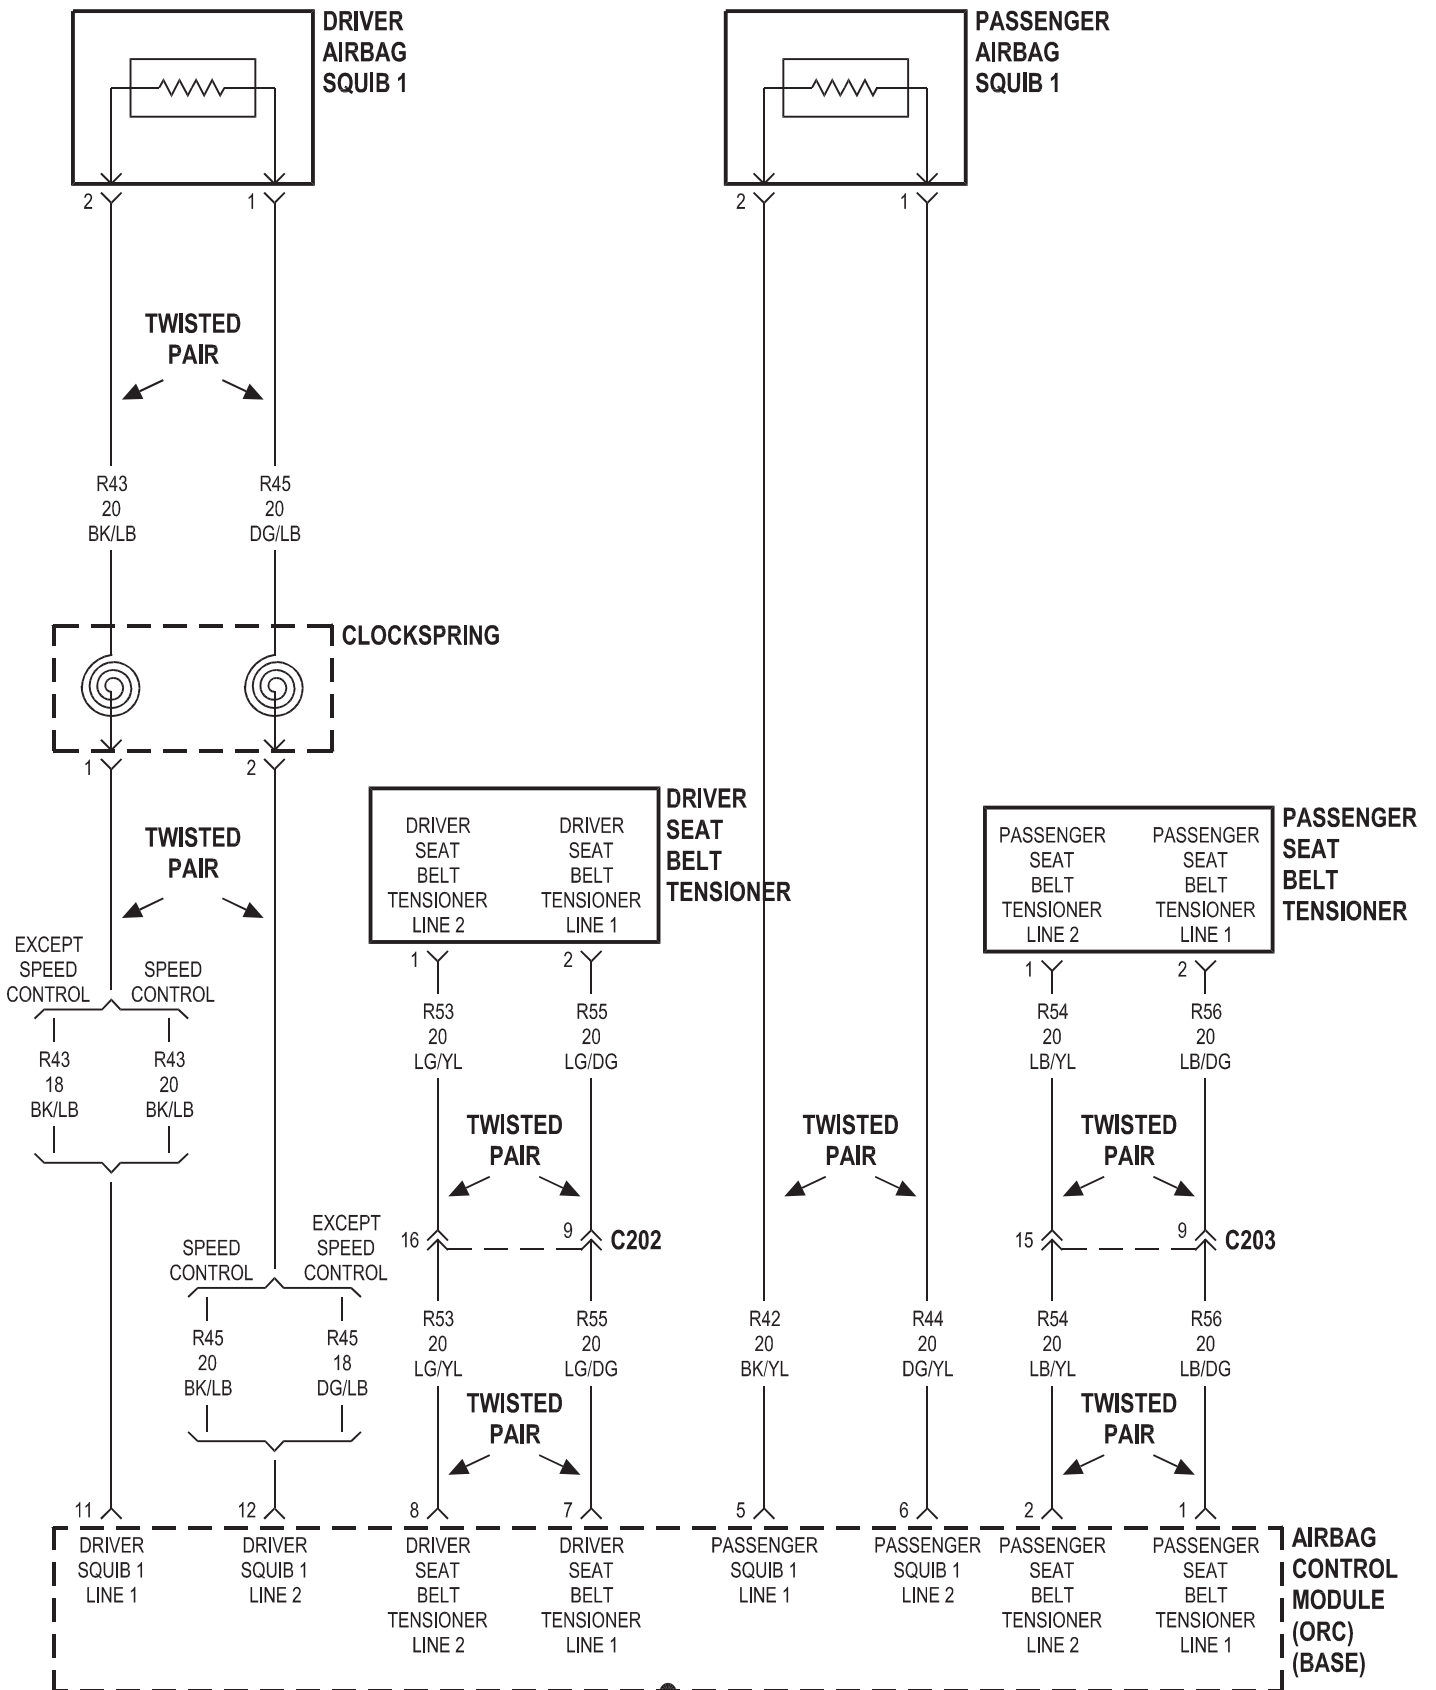 DRIVER
AIRBAG
SQUIB 1
PASSENGER
AIRBAG
SQUIB 1
2
1
2
1
TWISTED
PAIR
R43
20
BK/LB
R45
20
DG/LB
CLOCKSPRING
1
2
TWISTED
PAIR
DRIVER
SEAT
BELT
TENSIONER
LINE 2
DRIVER
SEAT
BELT
TENSIONER
LINE 1
DRIVER
SEAT
BELT
TENSIONER
1
2
PASSENGER
SEAT
BELT
TENSIONER
LINE 2
PASSENGER
SEAT
BELT
TENSIONER
LINE 1
PASSENGER
SEAT
BELT
TENSIONER
1
2
EXCEPT
SPEED
CONTROL
SPEED
CONTROL
R43
18
BK/LB
R43
20
BK/LB
R53
20
LG/YL
R55
20
LG/DG
R54
20
LB/YL
R56
20
LB/DG
TWISTED
PAIR
TWISTED
PAIR
TWISTED
PAIR
16
9
C202
15
9
C203
SPEED
CONTROL
EXCEPT
SPEED
CONTROL
R45
20
BK/LB
R45
18
DG/LB
R53
20
LG/YL
R55
20
LG/DG
R42
20
BK/YL
R44
20
DG/YL
R54
20
LB/YL
R56
20
LB/DG
TWISTED
PAIR
TWISTED
PAIR
11
12
8
7
5
6
2
1
DRIVER
SQUIB 1
LINE 1
DRIVER
SQUIB 1
LINE 2
DRIVER
SEAT
BELT
TENSIONER
LINE 2
DRIVER
SEAT
BELT
TENSIONER
LINE 1
PASSENGER
SQUIB 1
LINE 1
PASSENGER
SQUIB 1
LINE 2
PASSENGER
SEAT
BELT
TENSIONER
LINE 2
PASSENGER
SEAT
BELT
TENSIONER
LINE 1
AIRBAG
CONTROL
MODULE
(ORC)
(BASE)